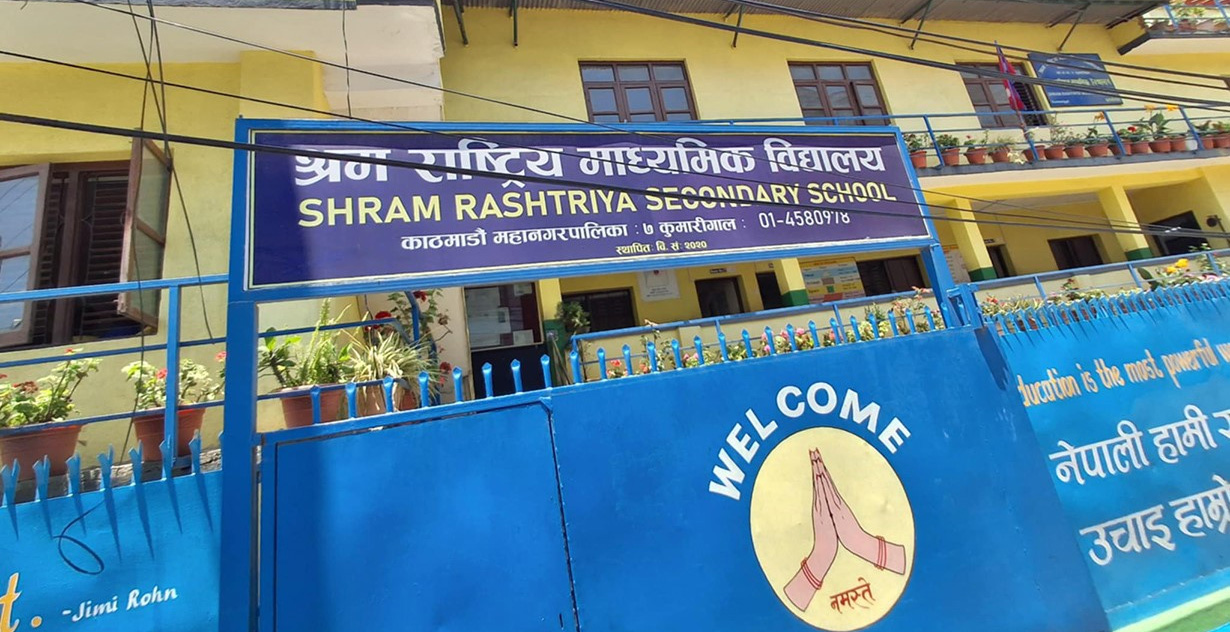 श्रम राष्ट्रिय माध्यमिक विद्यालय
SHRAM RASHTRIYA SECONDARY SCHOOL
काठमाडौं महानगरपालिका : ७ कुमारीगाल : 01-4580978
स्थापित: वि. सं: २०२०
WELCOME
नमस्ते
ducation is the most powerful
नेपाली हामी
उचाइ हाम्रो
t. -Jimi Rohn